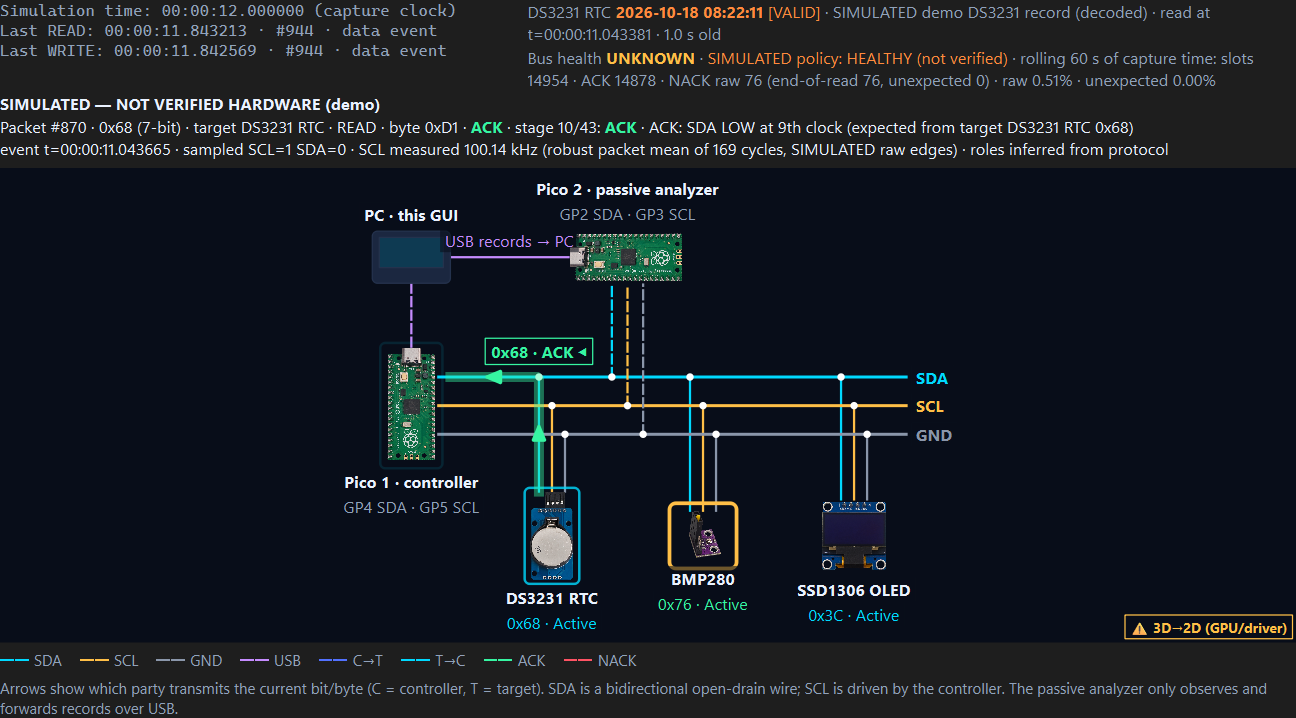 Simulation time: 00:00:12.000000 (capture clock)
Last READ: 00:00:11.843213 · #944 · data event
Last WRITE: 00:00:11.842569 · #944 · data event
DS3231 RTC 2026-10-18 08:22:11 [VALID] · SIMULATED demo DS3231 record (decoded) · read at
t=00:00:11.043381 · 1.0 s old
Bus health UNKNOWN · SIMULATED policy: HEALTHY (not verified) · rolling 60 s of capture time: slots
14954 · ACK 14878 · NACK raw 76 (end-of-read 76, unexpected 0) · raw 0.51% · unexpected 0.00%
SIMULATED — NOT VERIFIED HARDWARE (demo)
Packet #870 · 0x68 (7-bit) · target DS3231 RTC · READ · byte 0xD1 · ACK · stage 10/43: ACK · ACK: SDA LOW at 9th clock (expected from target DS3231 RTC 0x68)
event t=00:00:11.043665 · sampled SCL=1 SDA=0 · SCL measured 100.14 kHz (robust packet mean of 169 cycles, SIMULATED raw edges) · roles inferred from protocol
Pico 2 · passive analyzer
GP2 SDA · GP3 SCL
PC · this GUI
USB records → PC
0x68 · ACK ◄
SDA
SCL
GND
Pico 1 · controller
GP4 SDA · GP5 SCL
DS3231 RTC
0x68 · Active
BMP280
0x76 · Active
SSD1306 OLED
0x3C · Active
⚠ 3D→2D (GPU/driver)
SDA SCL GND USB C→T T→C ACK NACK
Arrows show which party transmits the current bit/byte (C = controller, T = target). SDA is a bidirectional open-drain wire; SCL is driven by the controller. The passive analyzer only observes and
forwards records over USB.